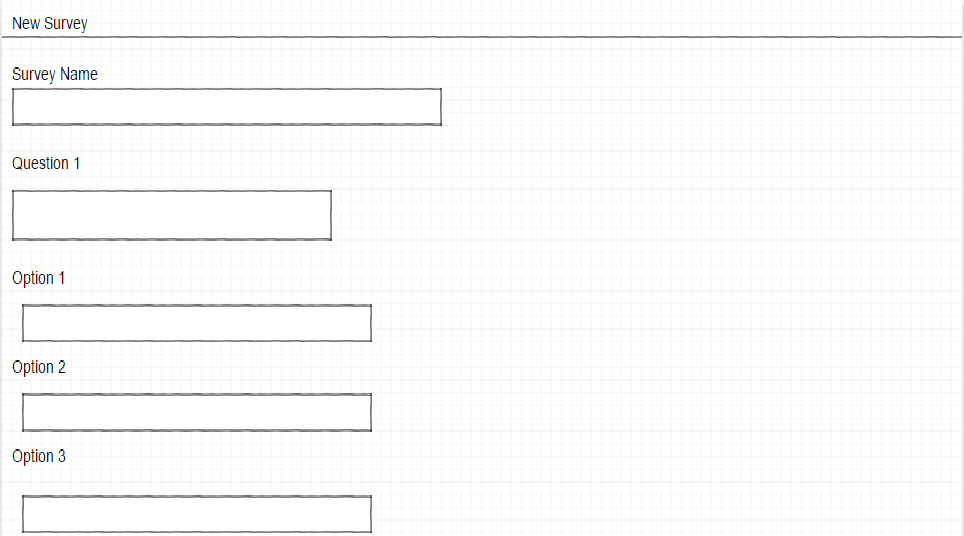 New Survey
Survey Name
Question 1
Option 1
Option 2
Option 3